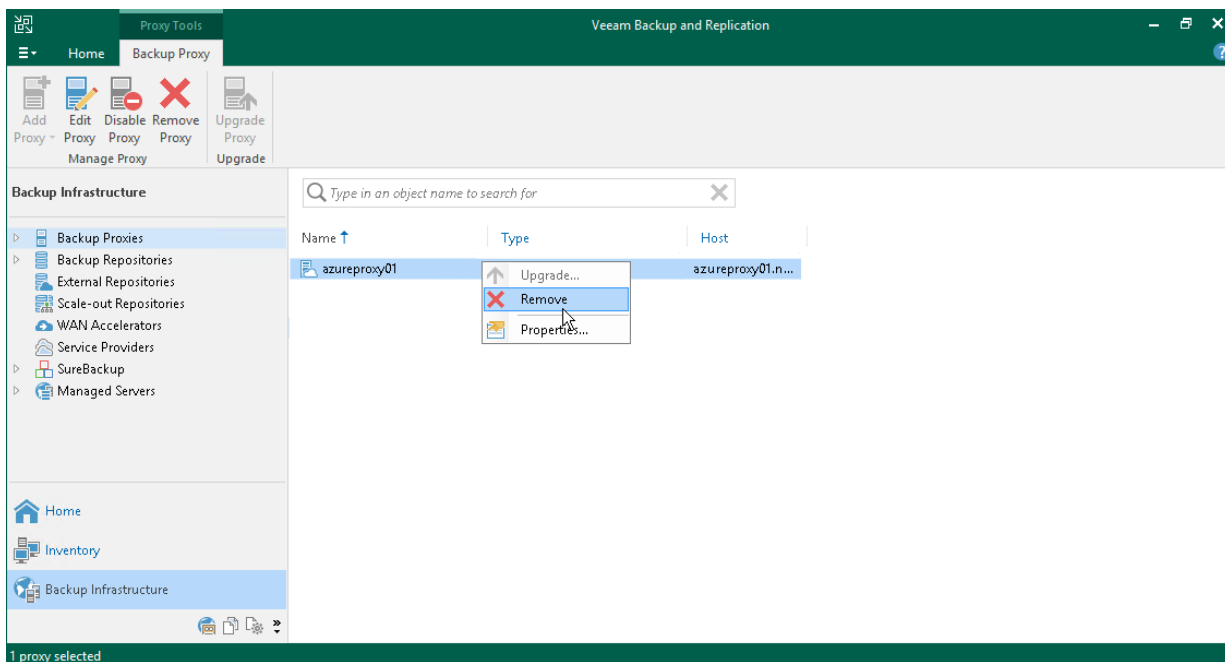 Proxy Tools
Veeam Backup and Replication
Home
Backup Proxy
Add Proxy
Edit Proxy
Disable Proxy
Remove Proxy
Upgrade Proxy
Manage Proxy
Upgrade
Backup Infrastructure
Type in an object name to search for
Backup Proxies
Backup Repositories
External Repositories
Scale-out Repositories
WAN Accelerators
Service Providers
SureBackup
Managed Servers
Name
Type
Host
azureproxy01
azureproxy01.n...
Upgrade...
Remove
Properties...
Home
Inventory
Backup Infrastructure
1 proxy selected